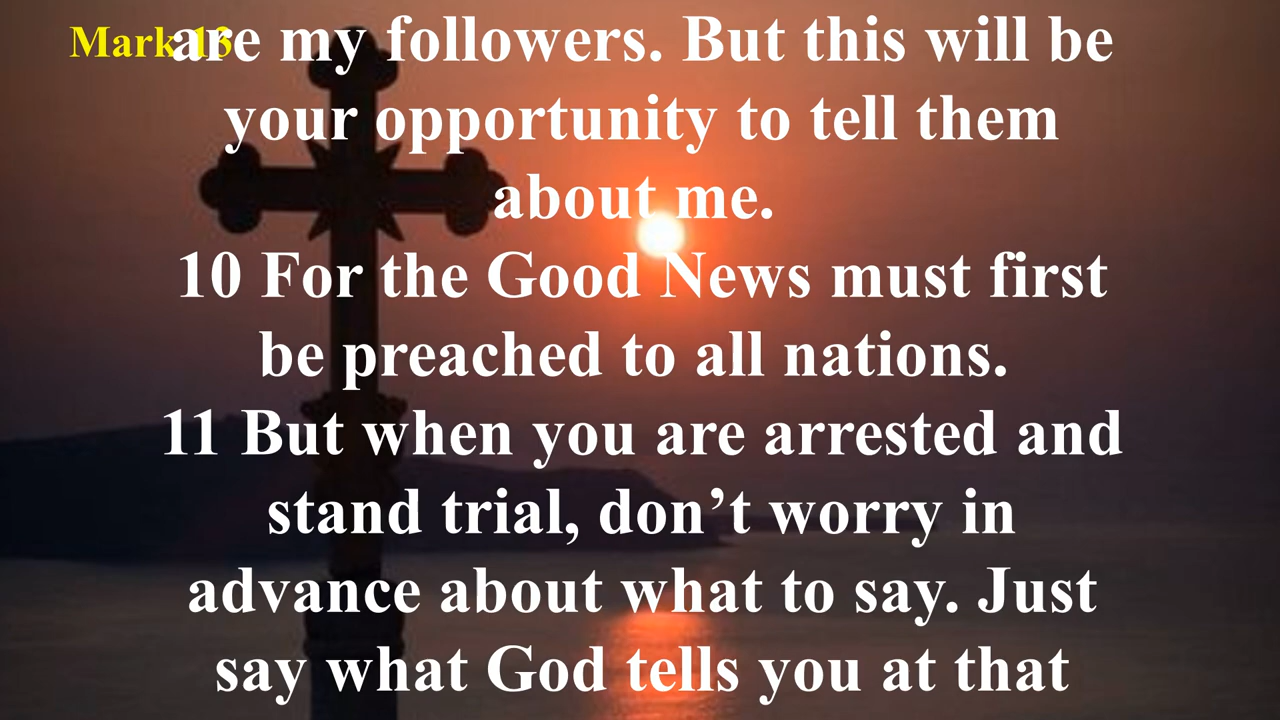 Mark 13
are my followers. But this will be
your opportunity to tell them
about me.
10 For the Good News must first
be preached to all nations.
11 But when you are arrested and
stand trial, don’t worry in
advance about what to say. Just
say what God tells you at that